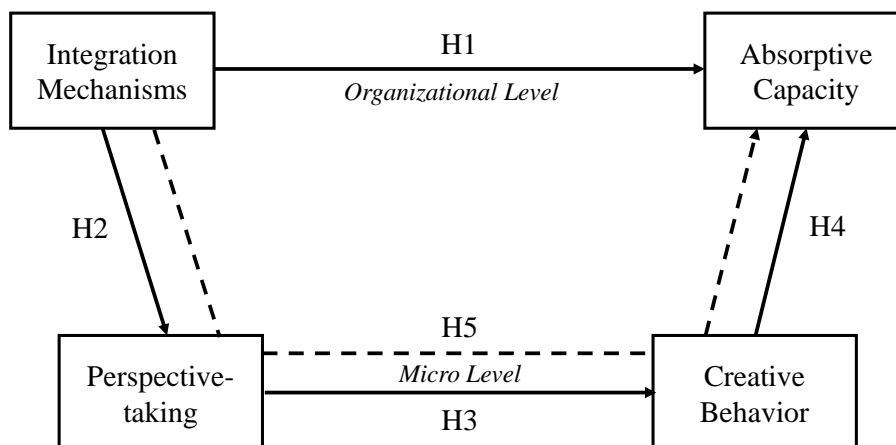 Integration
Mechanisms
H1
Organizational Level
Absorptive
Capacity
H2
H4
Perspective-
taking
H5
Micro Level
H3
Creative
Behavior